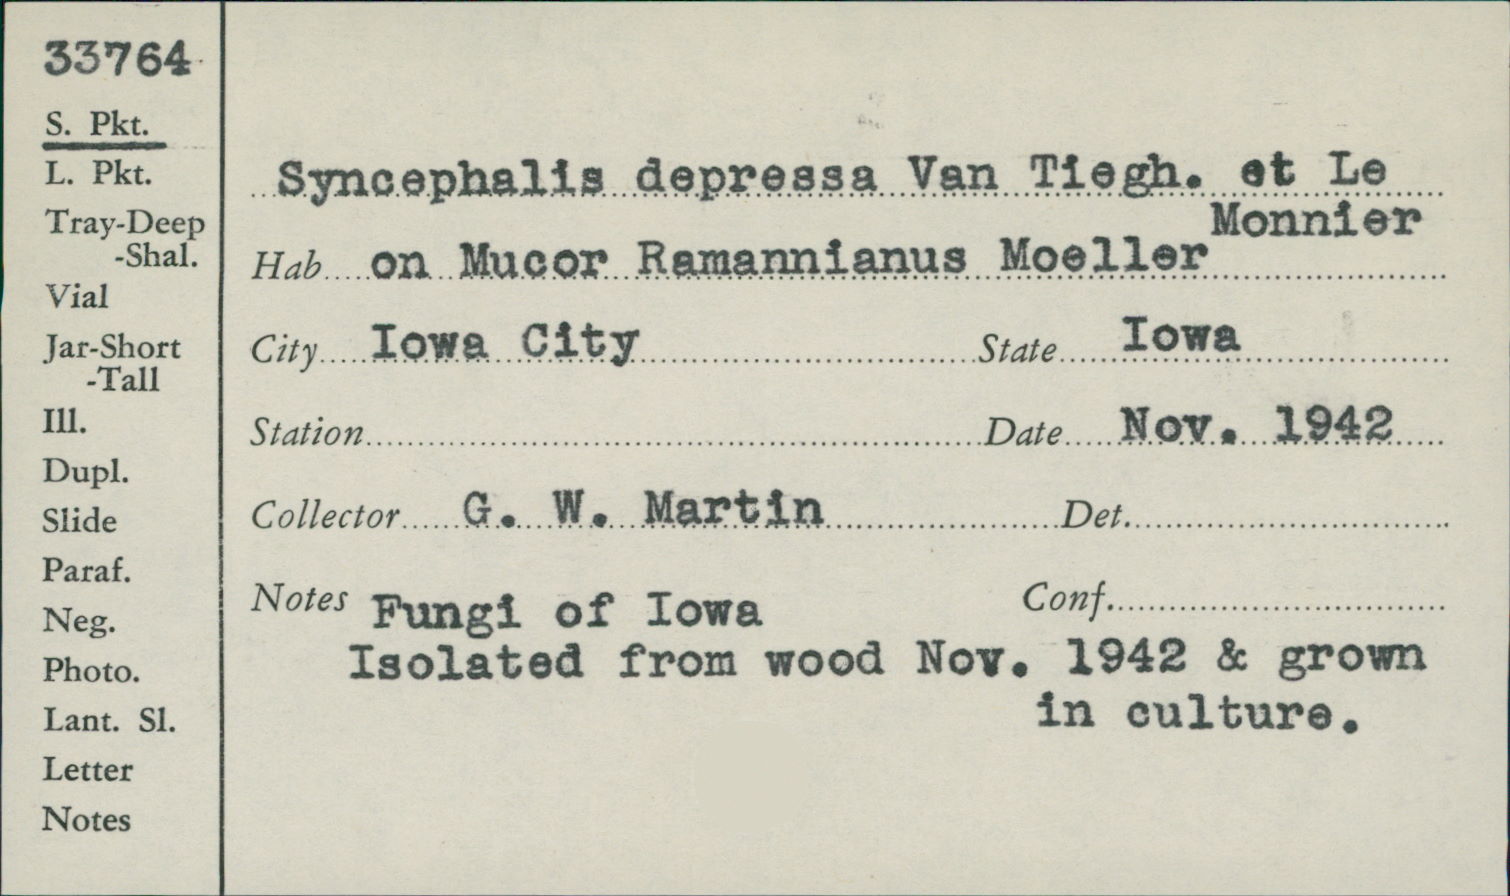 33764
S. Pkt.
L. Pkt.
Tray-Deep
-Shal.
Vial
Jar-Short
-Tall
Ill.
Dupl.
Slide
Paraf.
Neg.
Photo.
Lant. Sl.
Letter
Notes
Syncephalis depressa Van Tiegh. et Le
Monnier
Hab on Mucor Ramannianus Moeller
City Iowa City State Iowa
Station Date Nov. 1942
Collector G. W. Martin Det.
Notes Fungi of Iowa Conf.
Isolated from wood Nov. 1942 & grown
in culture.